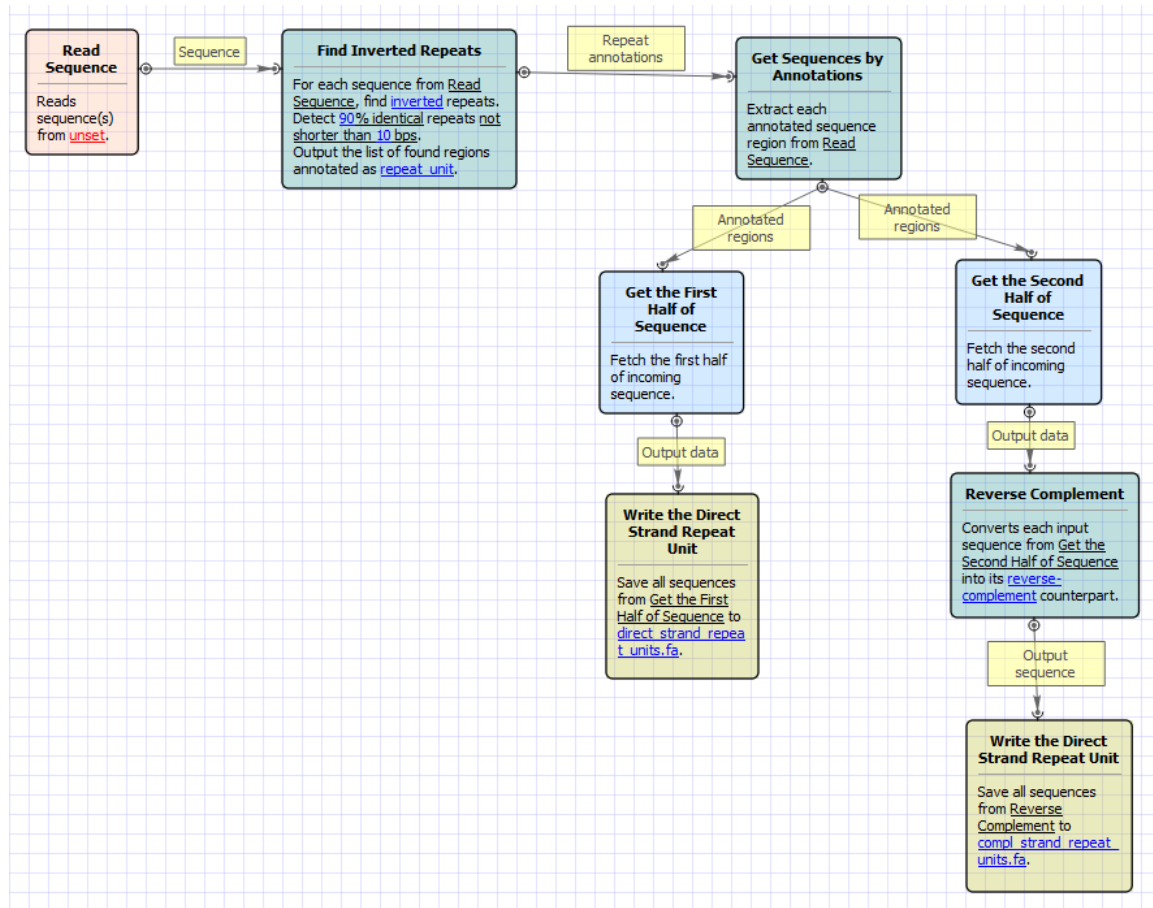 Read
Sequence
Reads
sequence(s)
from unset.
Sequence
Find Inverted Repeats
For each sequence from Read
Sequence, find inverted repeats.
Detect 90% identical repeats not
shorter than 10 bps.
Output the list of found regions
annotated as repeat_unit.
Repeat
annotations
Get Sequences by
Annotations
Extract each
annotated sequence
region from Read
Sequence.
Annotated
regions
Annotated
regions
Get the First
Half of
Sequence
Fetch the first half
of incoming
sequence.
Get the Second
Half of
Sequence
Fetch the second
half of incoming
sequence.
Output data
Output data
Write the Direct
Strand Repeat
Unit
Save all sequences
from Get the First
Half of Sequence to
direct_strand_repea
t_units.fa.
Reverse Complement
Converts each input
sequence from Get the
Second Half of Sequence
into its reverse-
complement counterpart.
Output
sequence
Write the Direct
Strand Repeat Unit
Save all sequences
from Reverse
Complement to
compl_strand_repeat_
units.fa.